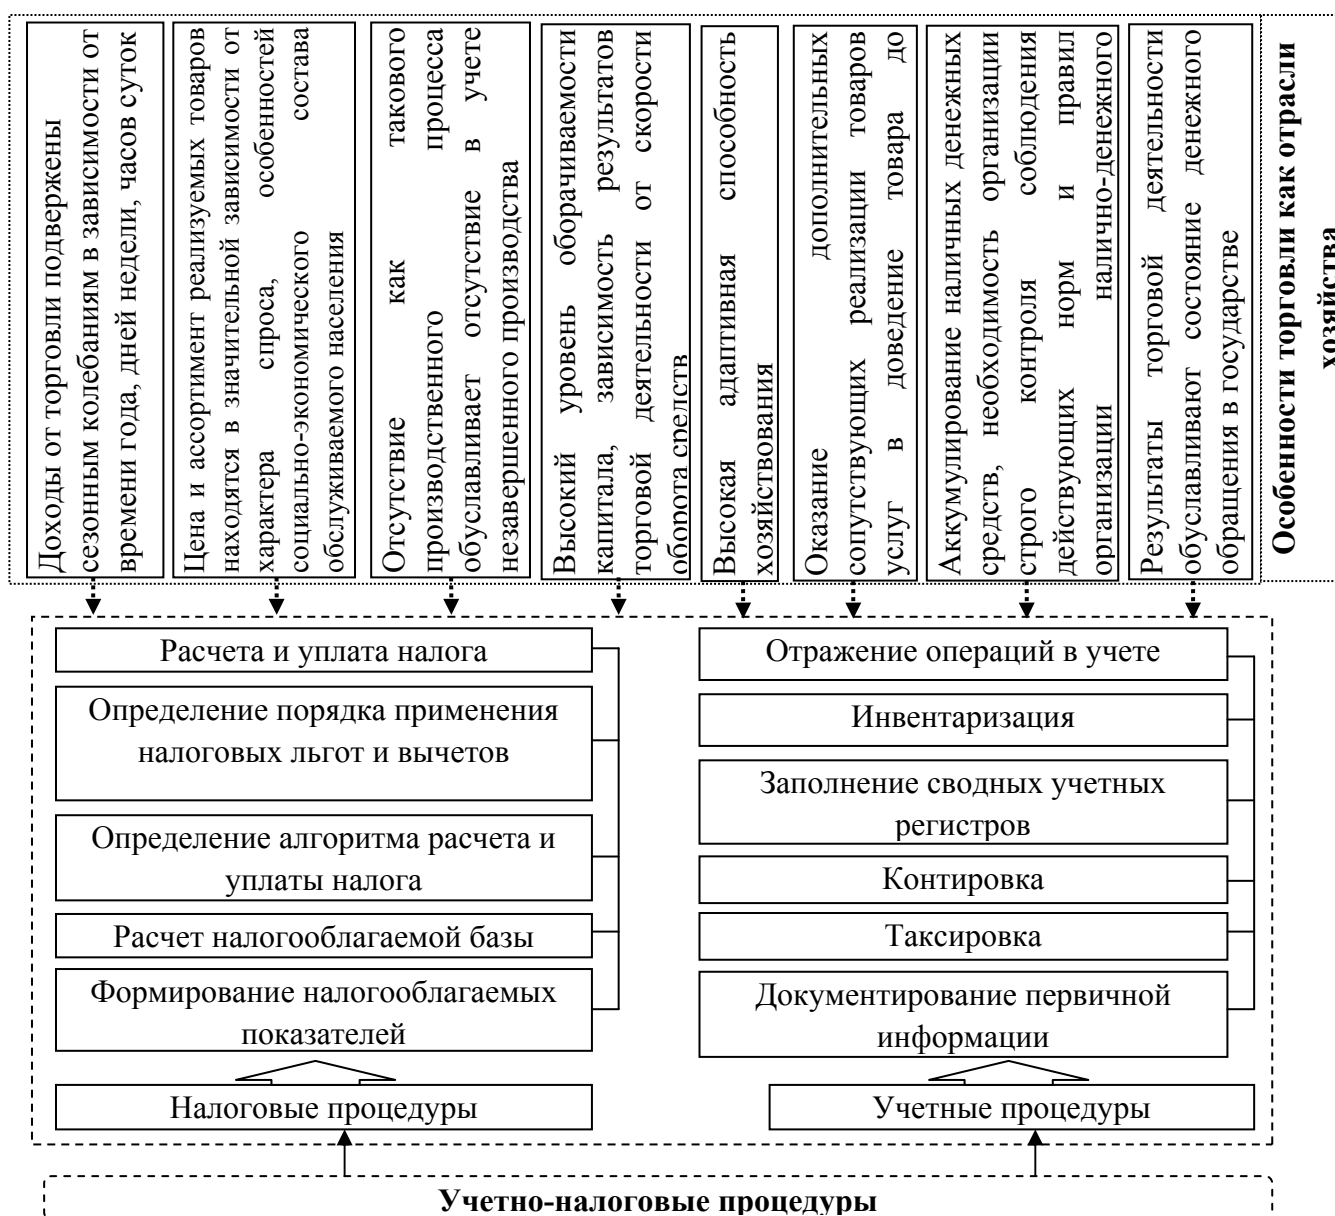 Доходы от торговли подвержены
сезонным колебаниям в зависимости от
времени года, дней недели, часов суток
Цена и ассортимент реализуемых товаров
находятся в значительной зависимости от
характера спроса, особенностей
социально-экономического состава
обслуживаемого населения
Отсутствие как такового
производственного процесса
обуславливает отсутствие в учете
незавершенного производства
Высокий уровень оборачиваемости
капитала, зависимость результатов
торговой деятельности от скорости
оборота средств
Высокая адаптивная способность
хозяйствования
Оказание дополнительных
сопутствующих реализации товаров
услуг в доведение товара до
Аккумулирование наличных денежных
средств, необходимость организации
строго контроля соблюдения
действующих норм и правил
организации налично-денежного
Результаты торговой деятельности
обуславливают состояние денежного
обращения в государстве
Особенности торговли как отрасли
хозяйства
Расчета и уплата налога
Определение порядка применения
налоговых льгот и вычетов
Определение алгоритма расчета и
уплаты налога
Расчет налогооблагаемой базы
Формирование налогооблагаемых
показателей
Налоговые процедуры
Отражение операций в учете
Инвентаризация
Заполнение сводных учетных
регистров
Контировка
Таксировка
Документирование первичной
информации
Учетные процедуры
Учетно-налоговые процедуры